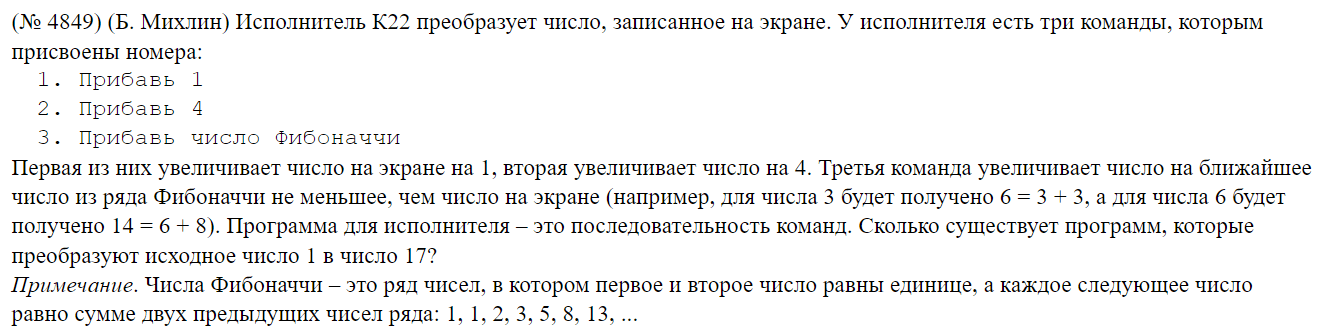 (№ 4849) (Б. Михлин) Исполнитель К22 преобразует число, записанное на экране. У исполнителя есть три команды, которым
присвоены номера:
1. Прибавь 1
2. Прибавь 4
3. Прибавь число Фибоначчи
Первая из них увеличивает число на экране на 1, вторая увеличивает число на 4. Третья команда увеличивает число на ближайшее
число из ряда Фибоначчи не меньшее, чем число на экране (например, для числа 3 будет получено 6 = 3 + 3, а для числа 6 будет
получено 14 = 6 + 8). Программа для исполнителя – это последовательность команд. Сколько существует программ, которые
преобразуют исходное число 1 в число 17?
Примечание. Числа Фибоначчи – это ряд чисел, в котором первое и второе число равны единице, а каждое следующее число
равно сумме двух предыдущих чисел ряда: 1, 1, 2, 3, 5, 8, 13, ...